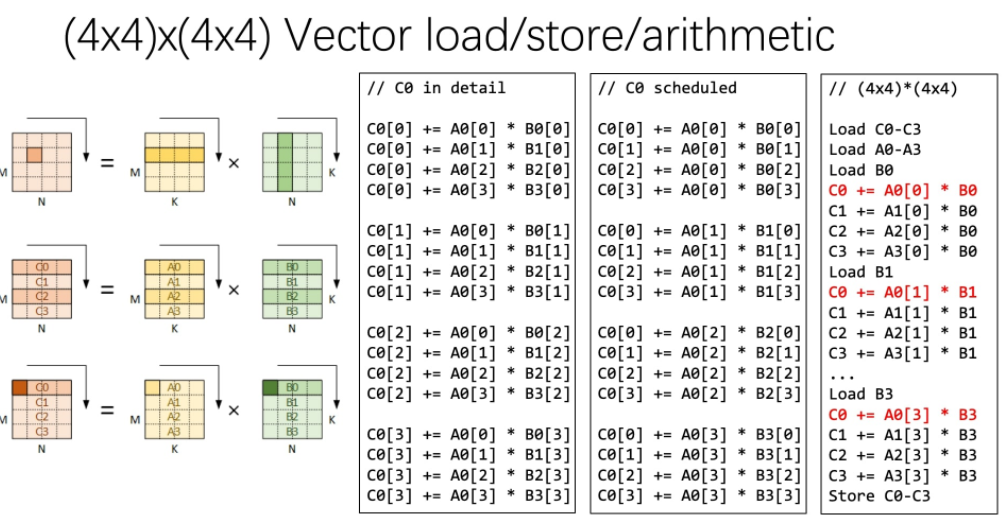 (4x4)x(4x4) Vector load/store/arithmetic
M
N
=
M
K
×
K
N
C0
C1
C2
C3
M
N
=
A0
A1
A2
A3
M
K
×
B0
B1
B2
B3
K
N
C0
C1
C2
C3
M
N
=
A0
A1
A2
A3
M
K
×
B0
B1
B2
B3
K
N
// C0 in detail
C0[0] += A0[0] * B0[0]
C0[0] += A0[1] * B1[0]
C0[0] += A0[2] * B2[0]
C0[0] += A0[3] * B3[0]
C0[1] += A0[0] * B0[1]
C0[1] += A0[1] * B1[1]
C0[1] += A0[2] * B2[1]
C0[1] += A0[3] * B3[1]
C0[2] += A0[0] * B0[2]
C0[2] += A0[1] * B1[2]
C0[2] += A0[2] * B2[2]
C0[2] += A0[3] * B3[2]
C0[3] += A0[0] * B0[3]
C0[3] += A0[1] * B1[3]
C0[3] += A0[2] * B2[3]
C0[3] += A0[3] * B3[3]
// C0 scheduled
C0[0] += A0[0] * B0[0]
C0[1] += A0[0] * B0[1]
C0[2] += A0[0] * B0[2]
C0[3] += A0[0] * B0[3]
C0[0] += A0[1] * B1[0]
C0[1] += A0[1] * B1[1]
C0[2] += A0[1] * B1[2]
C0[3] += A0[1] * B1[3]
C0[0] += A0[2] * B2[0]
C0[1] += A0[2] * B2[1]
C0[2] += A0[2] * B2[2]
C0[3] += A0[2] * B2[3]
C0[0] += A0[3] * B3[0]
C0[1] += A0[3] * B3[1]
C0[2] += A0[3] * B3[2]
C0[3] += A0[3] * B3[3]
// (4x4)*(4x4)
Load C0-C3
Load A0-A3
Load B0
C0 += A0[0] * B0
C1 += A1[0] * B0
C2 += A2[0] * B0
C3 += A3[0] * B0
Load B1
C0 += A0[1] * B1
C1 += A1[1] * B1
C2 += A2[1] * B1
C3 += A3[1] * B1
...
Load B3
C0 += A0[3] * B3
C1 += A1[3] * B3
C2 += A2[3] * B3
C3 += A3[3] * B3
Store C0-C3